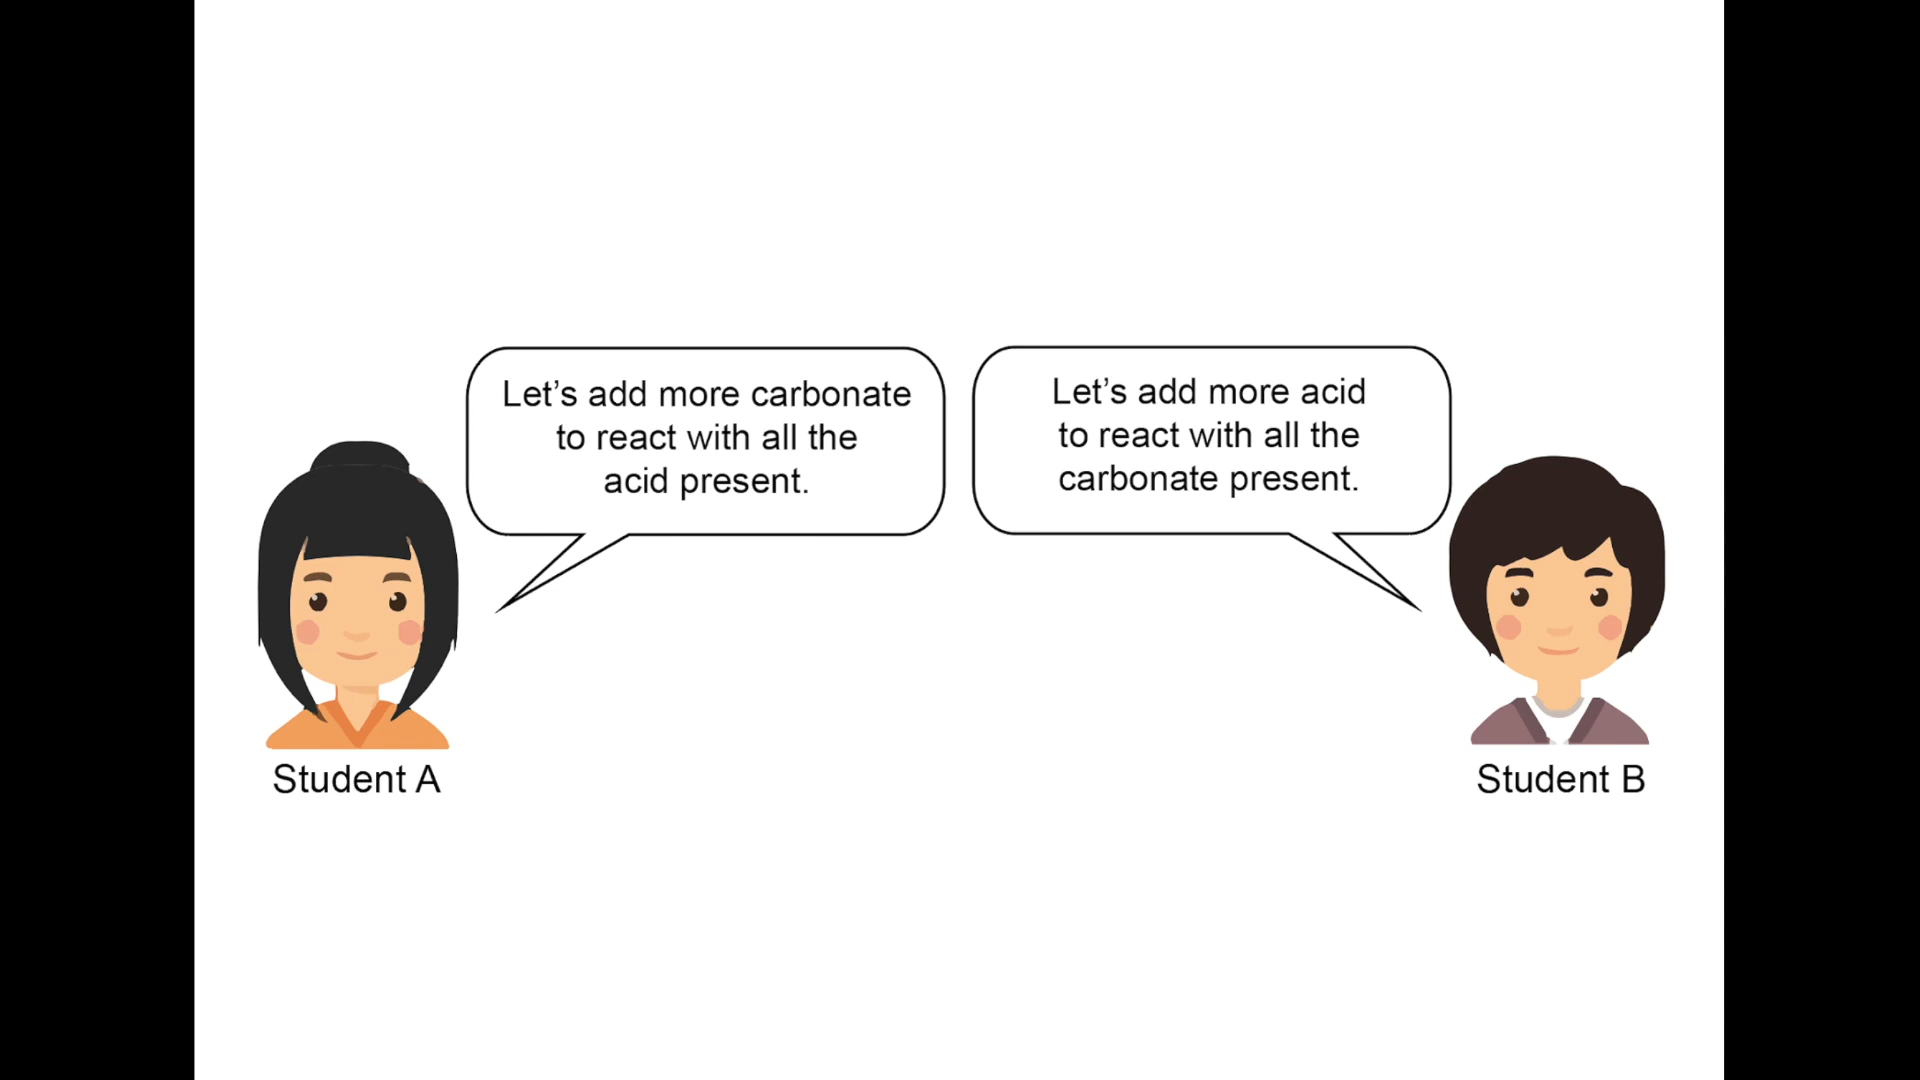 Let’s add more carbonate
to react with all the
acid present.
Let’s add more acid
to react with all the
carbonate present.
Student A
Student B